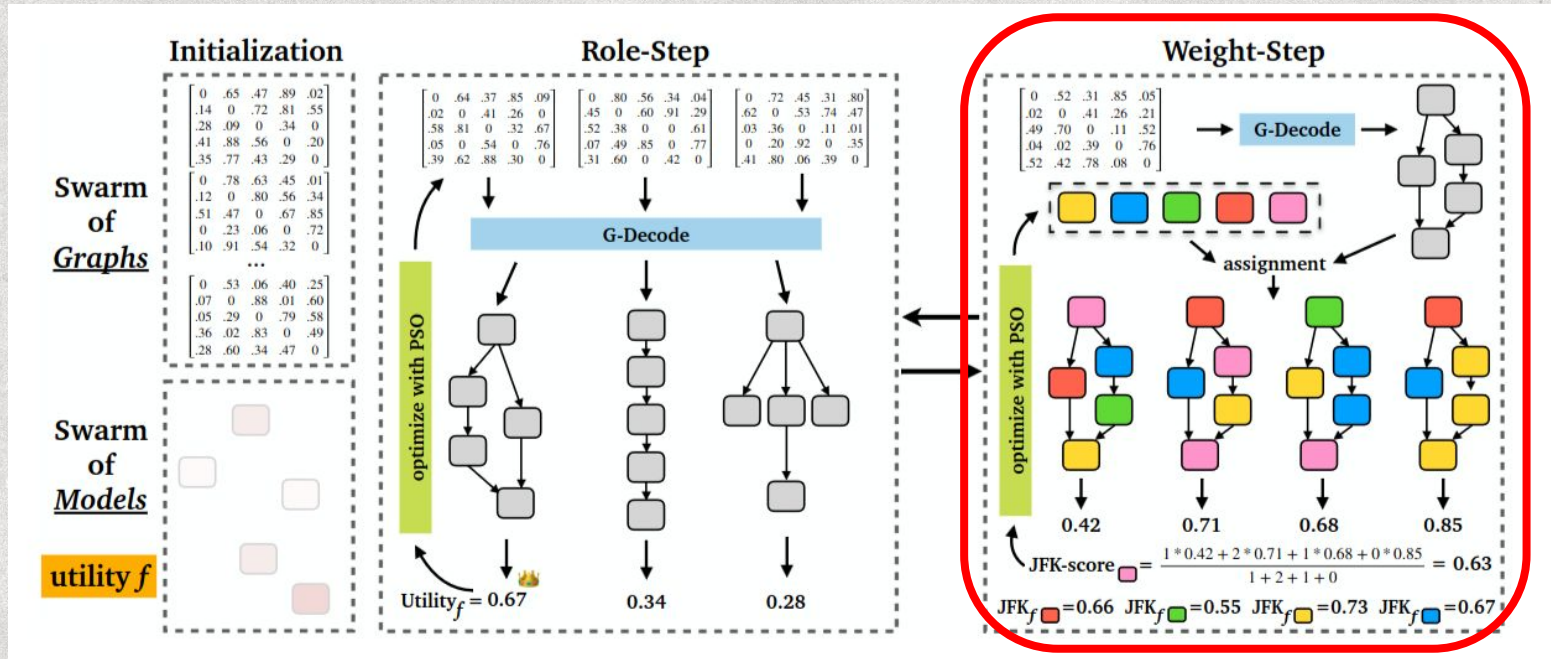 Initialization
Swarm
of
Graphs
0 .65 .47 .89 .02
.14 0 .72 .81 .55
.28 .09 0 .34 0
.41 .88 .56 0 .20
.35 .77 .43 .29 0
0 .78 .63 .45 .01
.12 0 .80 .56 .34
.51 .47 0 .67 .85
0 .23 .06 0 .72
.10 .91 .54 .32 0
...
0 .53 .06 .40 .25
.07 0 .88 .01 .60
.05 .29 0 .79 .58
.36 .02 .83 0 .49
.28 .60 .34 .47 0
Swarm
of
Models
utility f
Role-Step
0 .64 .37 .85 .09
.02 0 .41 .26 0
.58 .81 0 .32 .67
.05 0 .54 0 .76
.39 .62 .88 .30 0
0 .80 .56 .34 .04
.45 0 .60 .91 .29
.52 .38 0 0 .61
.07 .49 .85 0 .77
.31 .60 0 .42 0
0 .72 .45 .31 .80
.62 0 .53 .74 .47
.03 .36 0 .11 .01
0 .20 .92 0 .35
.41 .80 .06 .39 0
G-Decode
optimize with PSO
Utility_f = 0.67
0.34
0.28
Weight-Step
0 .52 .31 .85 .05
.02 0 .41 .26 .21
.49 .70 0 .11 .52
.04 .02 .39 0 .76
.52 .42 .78 .08 0
G-Decode
assignment
optimize with PSO
0.42 0.71 0.68 0.85
JFK-score = (1 * 0.42 + 2 * 0.71 + 1 * 0.68 + 0 * 0.85) / (1 + 2 + 1 + 0) = 0.63
JFK_f =0.66 JFK_f =0.55 JFK_f =0.73 JFK_f =0.67